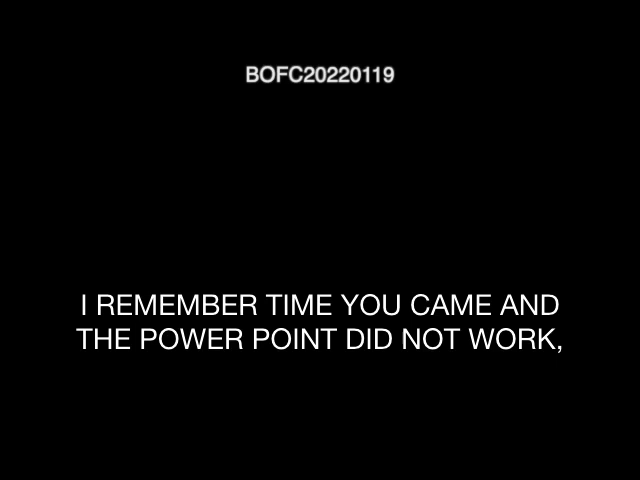 BOFC20220119
I REMEMBER TIME YOU CAME AND
THE POWER POINT DID NOT WORK,